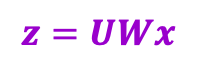 z = UWx